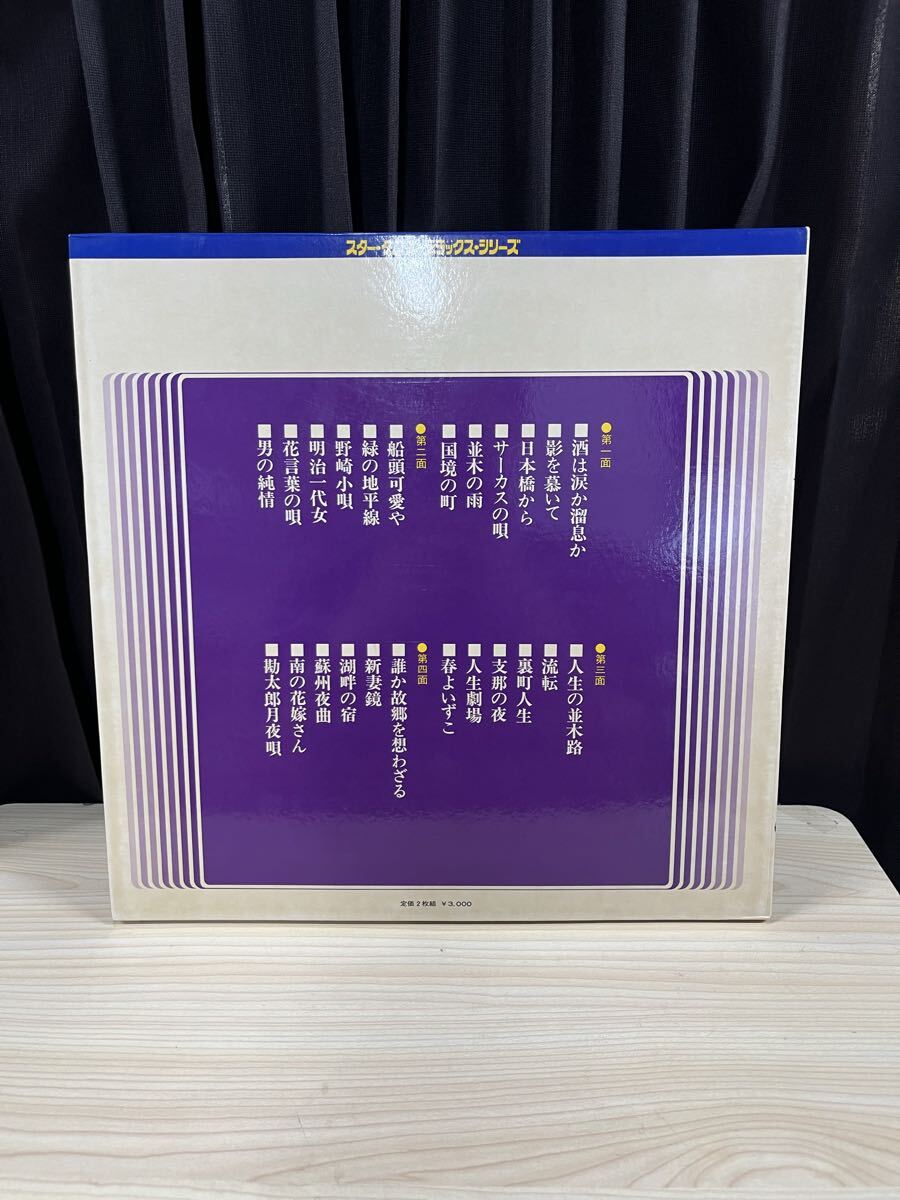 スター・
ックス・シリーズ
●第一面
■酒は涙か溜息か
■影を慕いて
■日本橋から
■サーカスの唄
■並木の雨
■国境の町
●第二面
■船頭可愛や
■緑の地平線
■野崎小唄
■明治一代女
■花言葉の唄
■男の純情
●第三面
■人生の並木路
■流転
■裏町人生
■支那の夜
■人生劇場
■春よいずこ
●第四面
■誰か故郷を想わざる
■新妻鏡
■湖畔の宿
■蘇州夜曲
■南の花嫁さん
■勘太郎月夜唄
定価2枚組 ¥3,000